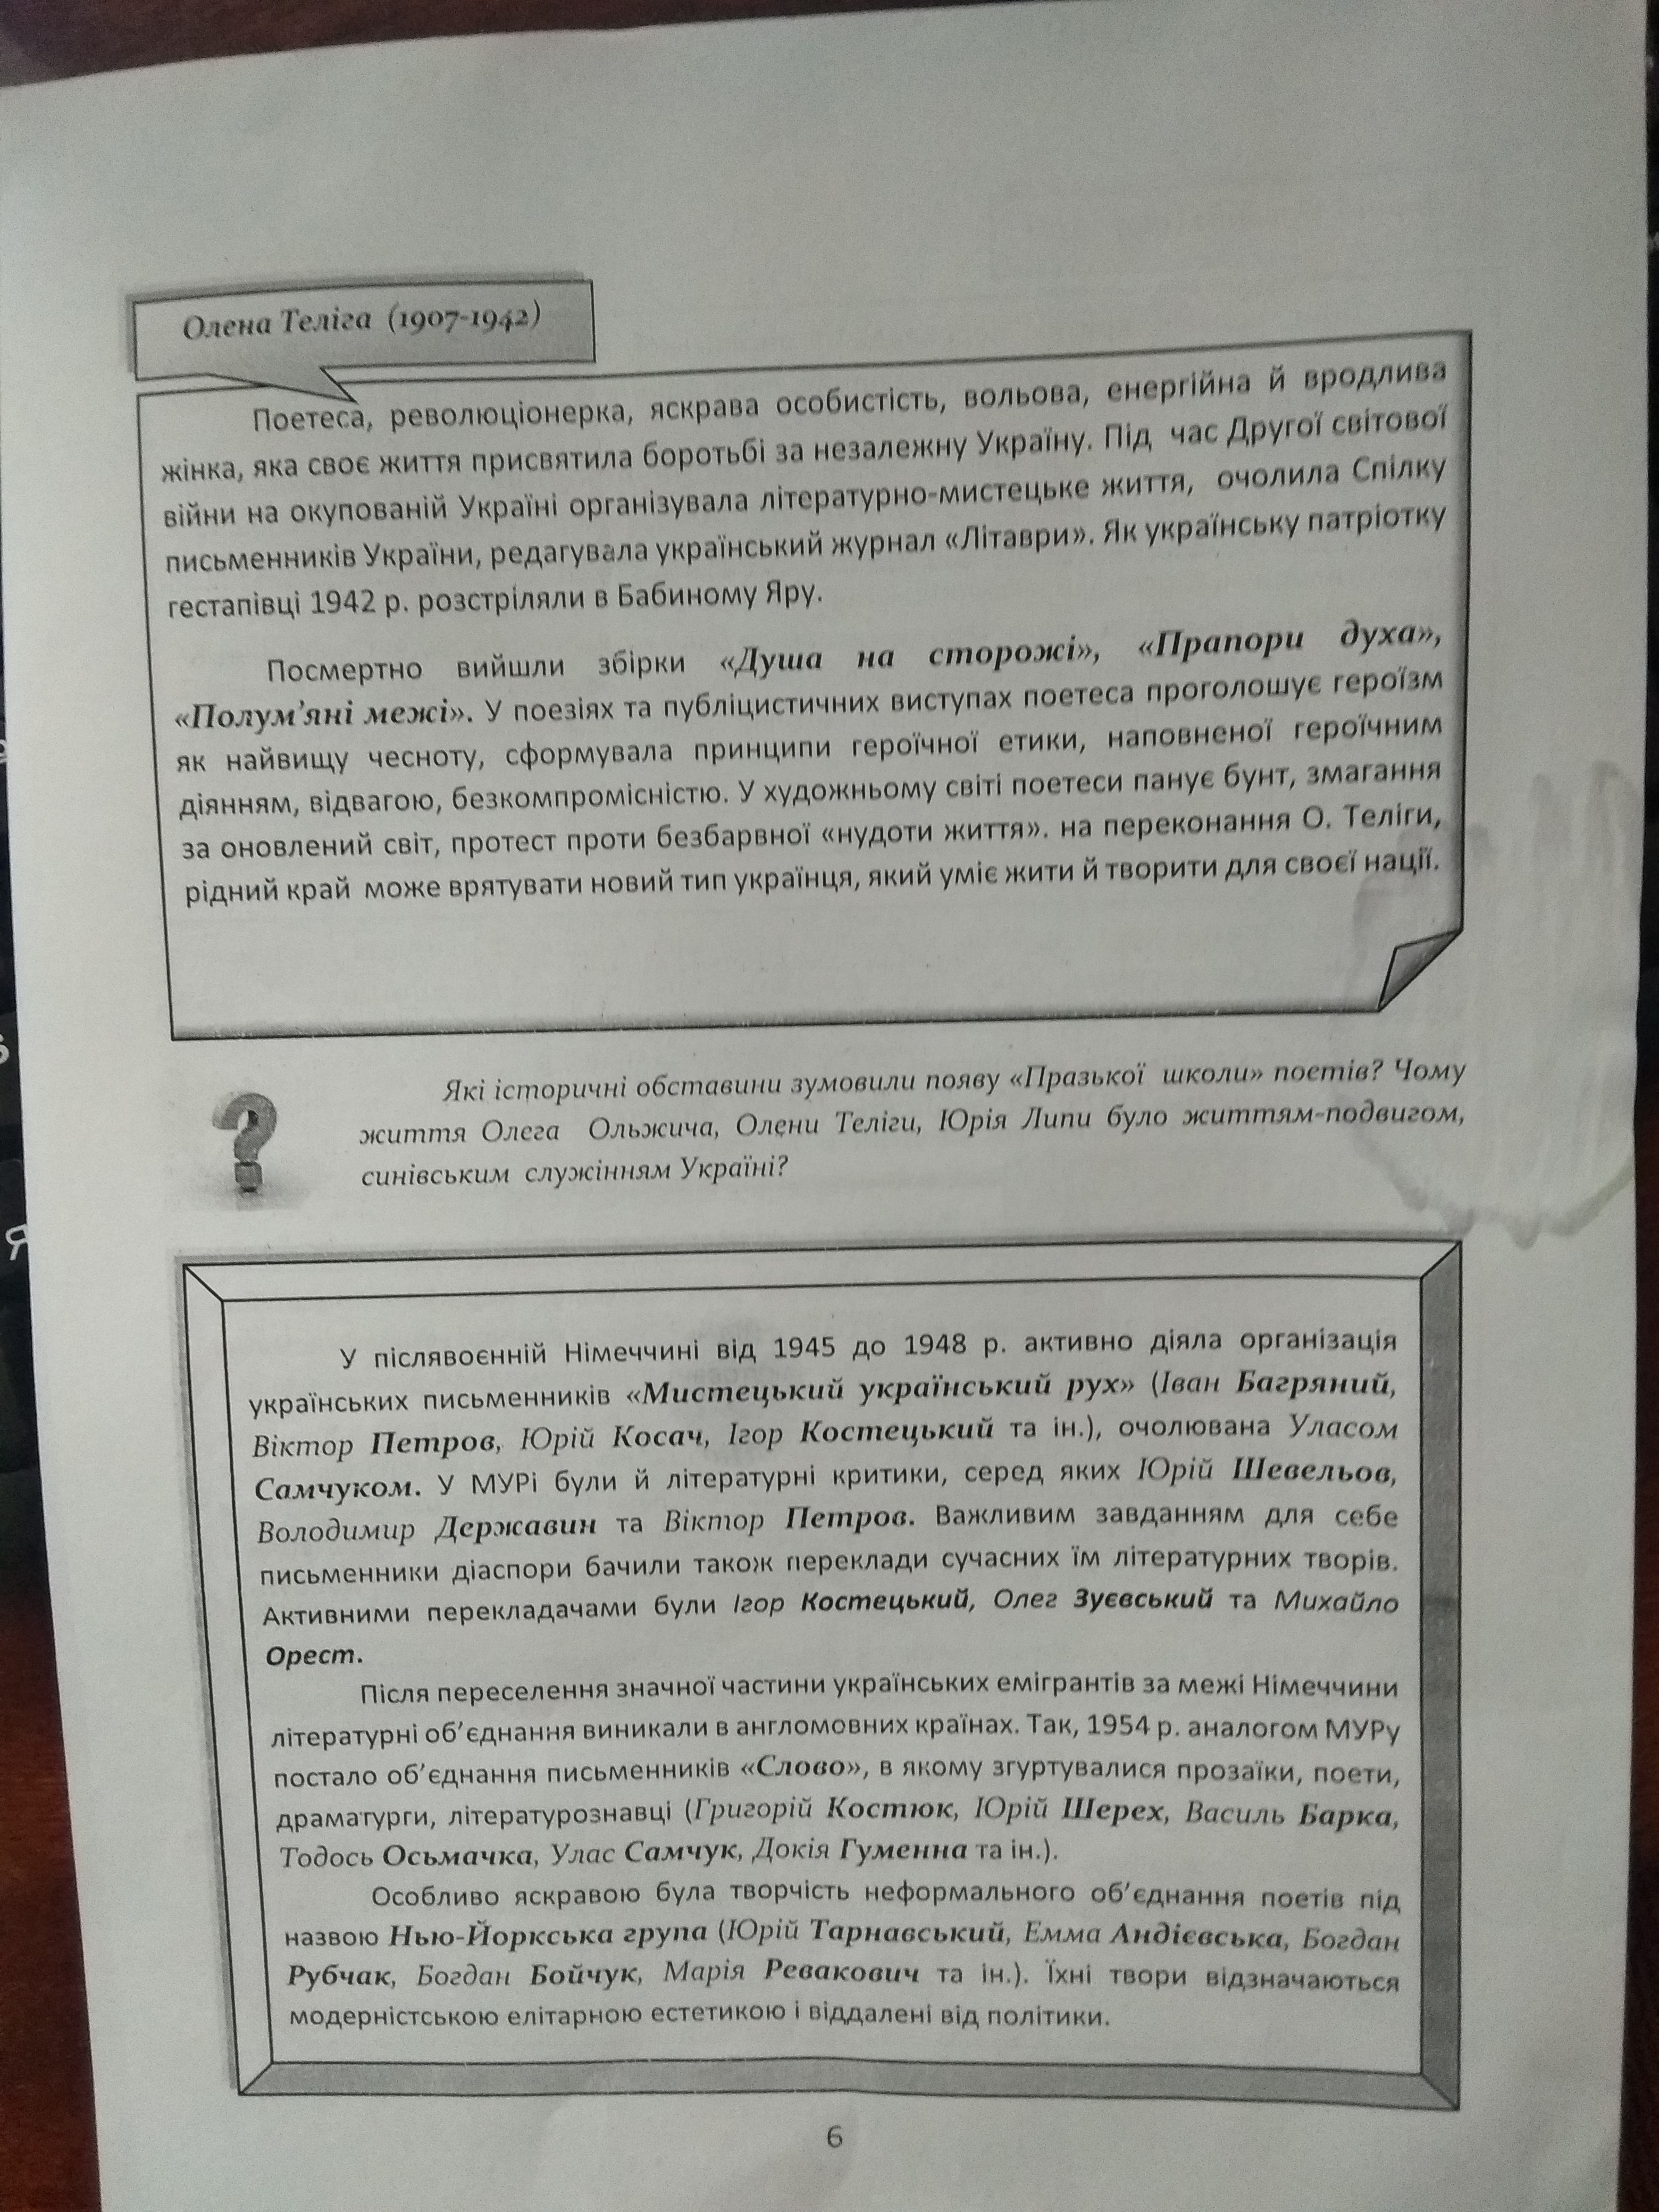 Олена Теліга (1907-1942)
Поетеса, революціонерка, яскрава особистість, вольова, енергійна й вродлива
жінка, яка своє життя присвятила боротьбі за незалежну Україну. Під час Другої світової
війни на окупованій Україні організувала літературно-мистецьке життя, очолила Спілку
письменників України, редагувала український журнал «Літаври». Як українську патріотку
гестапівці 1942 р. розстріляли в Бабиному Яру.
Посмертно вийшли збірки «Душа на сторожі», «Прапори духа»,
«Полум’яні межі». У поезіях та публіцистичних виступах поетеса проголошує героїзм
як найвищу чесноту, сформувала принципи героїчної етики, наповненої героїчним
діянням, відвагою, безкомпромісністю. У художньому світі поетеси панує бунт, змагання
за оновлений світ, протест проти безбарвної «нудоти життя». на переконання О. Теліги,
рідний край може врятувати новий тип українця, який уміє жити й творити для своєї нації.
Які історичні обставини зумовили появу «Празької школи» поетів? Чому
життя Олега Ольжича, Олени Теліги, Юрія Липи було життям-подвигом,
синівським служінням Україні?
У післявоєнній Німеччині від 1945 до 1948 р. активно діяла організація
українських письменників «Мистецький український рух» (Іван Багряний,
Віктор Петров, Юрій Косач, Ігор Костецький та ін.), очолювана Уласом
Самчуком. У МУРі були й літературні критики, серед яких Юрій Шевельов,
Володимир Державин та Віктор Петров. Важливим завданням для себе
письменники діаспори бачили також переклади сучасних їм літературних творів.
Активними перекладачами були Ігор Костецький, Олег Зуєвський та Михайло
Орест.
Після переселення значної частини українських емігрантів за межі Німеччини
літературні об’єднання виникали в англомовних країнах. Так, 1954 р. аналогом МУРу
постало об’єднання письменників «Слово», в якому згуртувалися прозаїки, поети,
драматурги, літературознавці (Григорій Костюк, Юрій Шерех, Василь Барка,
Тодось Осьмачка, Улас Самчук, Докія Гуменна та ін.).
Особливо яскравою була творчість неформального об’єднання поетів під
назвою Нью-Йоркська група (Юрій Тарнавський, Емма Андієвська, Богдан
Рубчак, Богдан Бойчук, Марія Ревакович та ін.). Їхні твори відзначаються
модерністською елітарною естетикою і віддалені від політики.
6